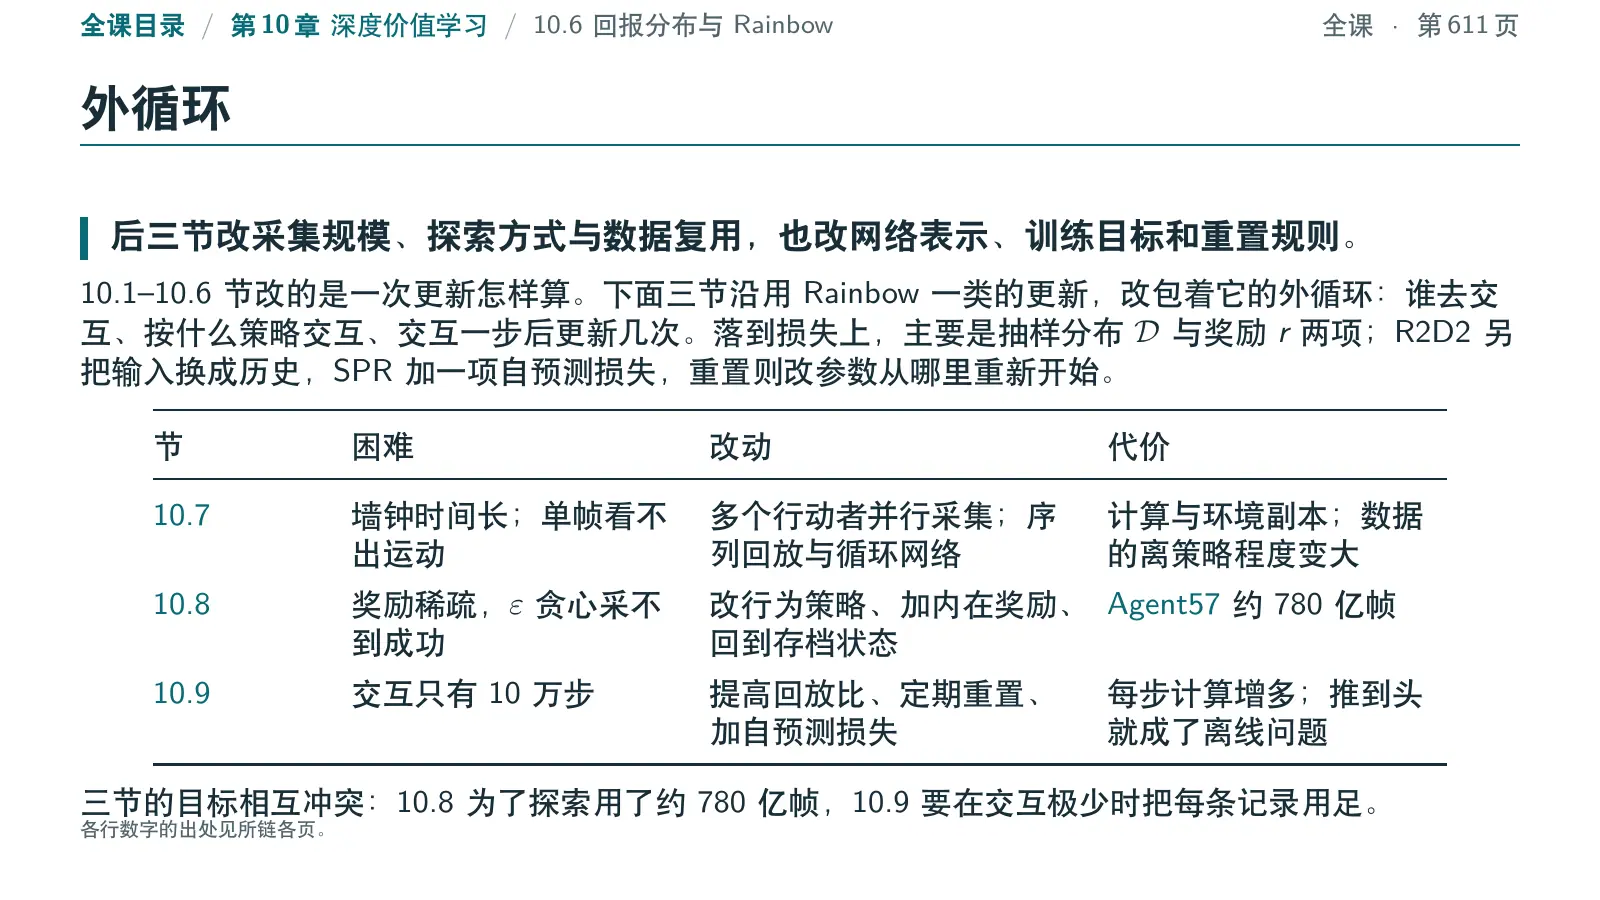 全课目录 / 第 10 章 深度价值学习 / 10.6 回报分布与 Rainbow
全课 · 第 611 页
外循环
后三节改采集规模、探索方式与数据复用，也改网络表示、训练目标和重置规则。
10.1–10.6 节改的是一次更新怎样算。下面三节沿用 Rainbow 一类的更新，改包着它的外循环：谁去交
互、按什么策略交互、交互一步后更新几次。落到损失上，主要是抽样分布 𝒟 与奖励 r 两项；R2D2 另
把输入换成历史，SPR 加一项自预测损失，重置则改参数从哪里重新开始。
节 困难 改动 代价
10.7 墙钟时间长；单帧看不 多个行动者并行采集；序 计算与环境副本；数据
出运动 列回放与循环网络 的离策略程度变大
10.8 奖励稀疏，ε 贪心采不 改行为策略、加内在奖励、 Agent57 约 780 亿帧
到成功 回到存档状态
10.9 交互只有 10 万步 提高回放比、定期重置、 每步计算增多；推到头
加自预测损失 就成了离线问题
三节的目标相互冲突：10.8 为了探索用了约 780 亿帧，10.9 要在交互极少时把每条记录用足。
各行数字的出处见所链各页。